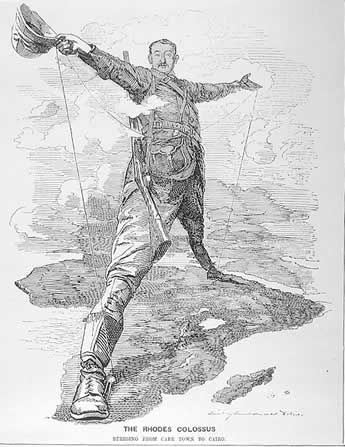 THE RHODES COLOSSUS
STRIDING FROM CAPE TOWN TO CAIRO.